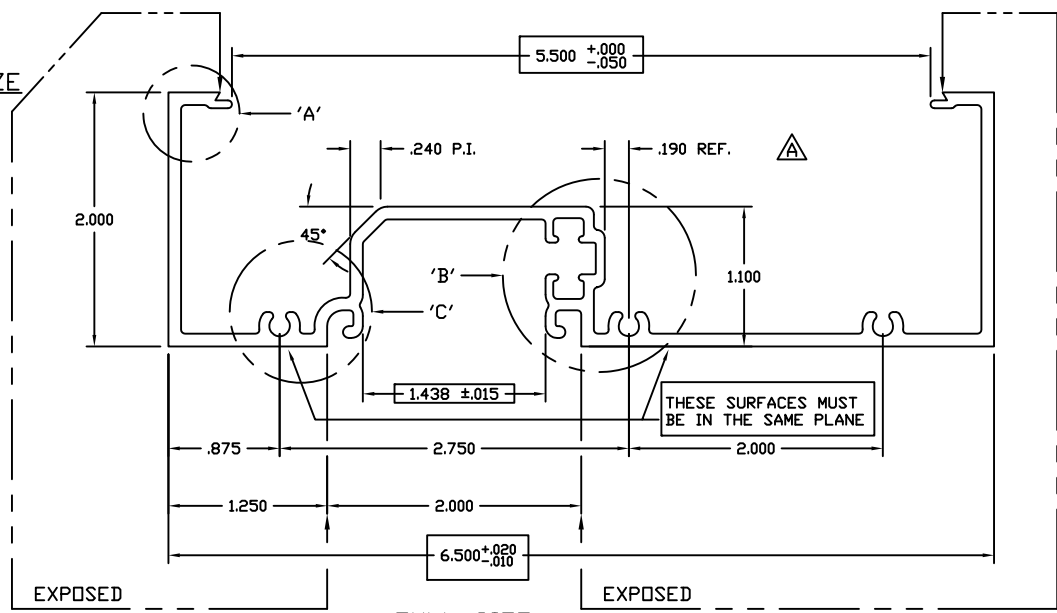 5.500 +.000
-.050
ZE
'A'
.240 P.I.
.190 REF.
A
2.000
45°
'B'
1.100
'C'
1.438 ±.015
THESE SURFACES MUST
BE IN THE SAME PLANE
.875
2.750
2.000
1.250
2.000
6.500 +.020
-.010
EXPOSED
EXPOSED